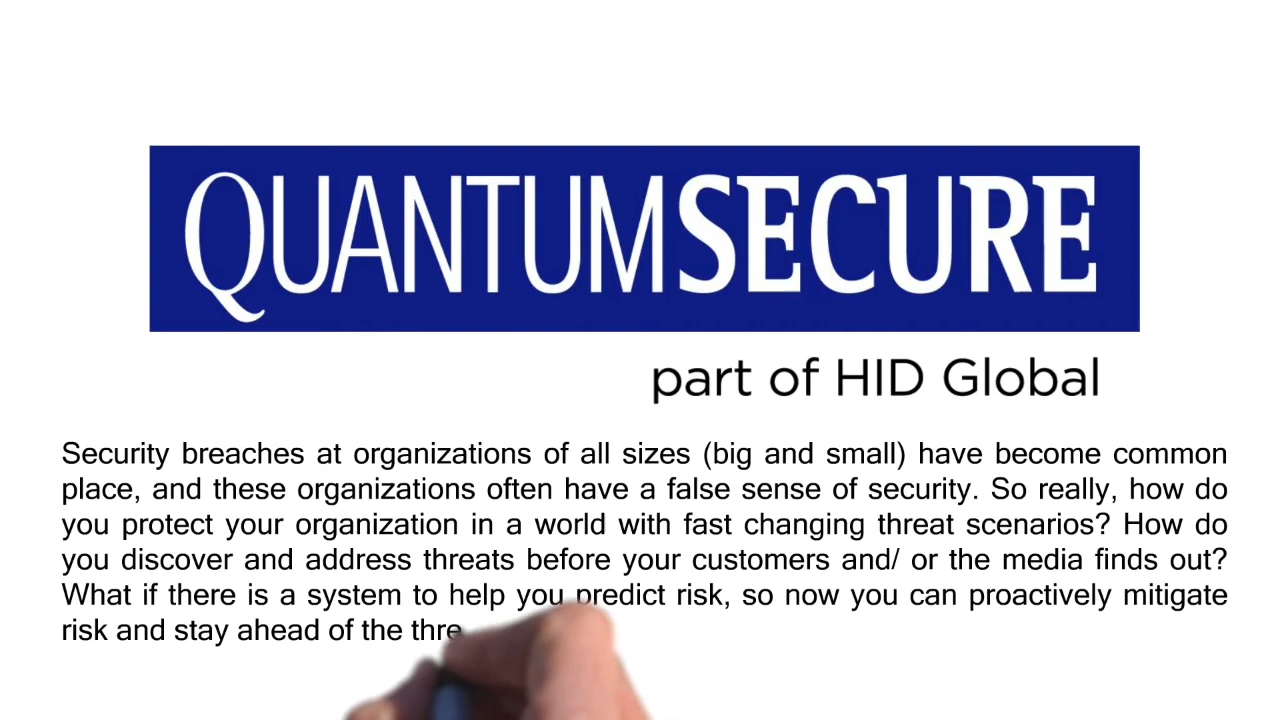 QUANTUMSECURE
part of HID Global
Security breaches at organizations of all sizes (big and small) have become common
place, and these organizations often have a false sense of security. So really, how do
you protect your organization in a world with fast changing threat scenarios? How do
you discover and address threats before your customers and/ or the media finds out?
What if there is a system to help you predict risk, so now you can proactively mitigate
risk and stay ahead of the thre